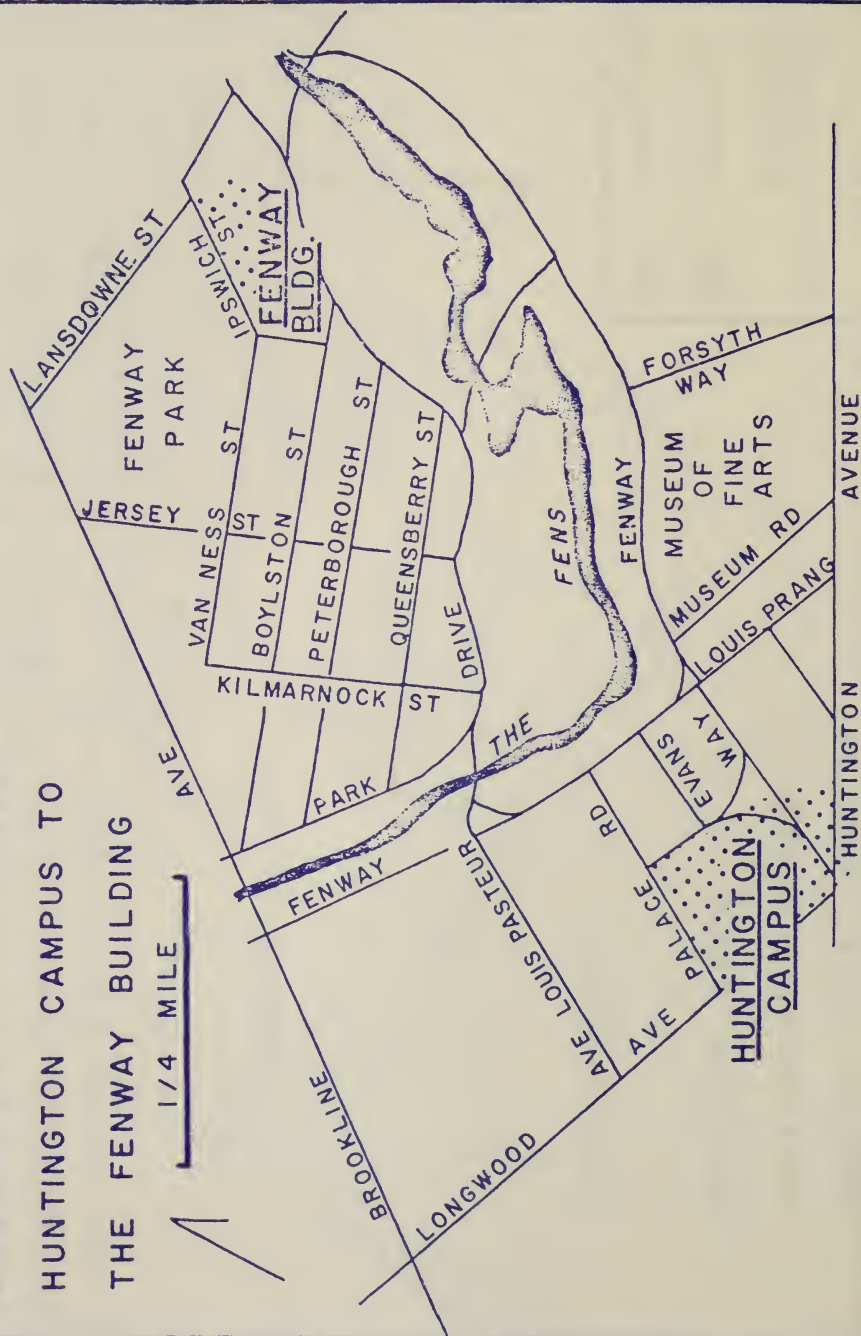 HUNTINGTON CAMPUS TO
THE FENWAY BUILDING
1/4 MILE
LANSDOWNE ST
IPSWICH ST
FENWAY
BLDG.
FENWAY
PARK
JERSEY ST
VAN NESS ST
BOYLSTON ST
PETERBOROUGH ST
QUEENSBERRY ST
KILMARNOCK ST
PARK DRIVE
BROOKLINE AVE
FENWAY
THE FENS
FENWAY
FORSYTH
WAY
MUSEUM
OF
FINE
ARTS
MUSEUM RD
LOUIS PRANG
EVANS
WAY
PALACE RD
AVE LOUIS PASTEUR
LONGWOOD AVE
HUNTINGTON
CAMPUS
HUNTINGTON AVENUE